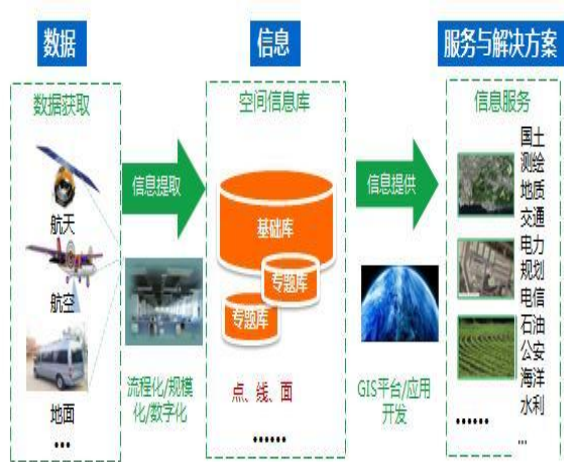 数据
信息
服务与解决方案
数据获取
航天
航空
地面
•••
信息提取
流程化/规模
化/数字化
空间信息库
基础库
专题库
专题库
点、线、面
••••••
信息提供
GIS平台/应用
开发
信息服务
国土
测绘
地质
交通
电力
规划
电信
石油
公安
海洋
水利
••••••
...